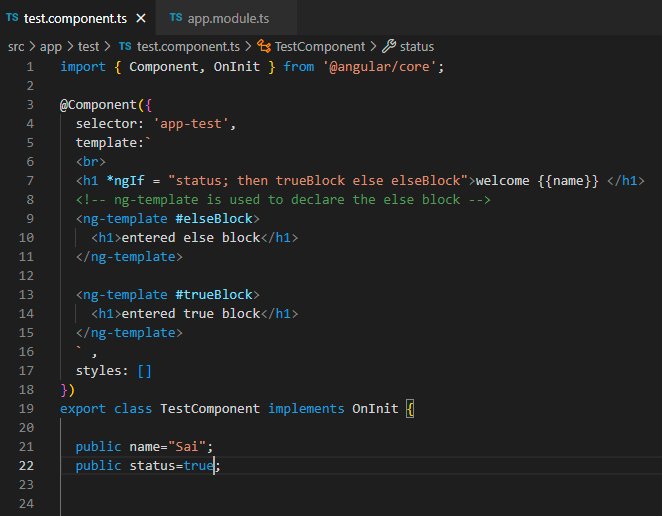 TS test.component.ts × TS app.module.ts
src > app > test > TS test.component.ts > TestComponent > status
1 import { Component, OnInit } from '@angular/core';
2
3 @Component({
4 selector: 'app-test',
5 template:`
6 <br>
7 <h1 *ngIf = "status; then trueBlock else elseBlock">welcome {{name}} </h1>
8 <!-- ng-template is used to declare the else block -->
9 <ng-template #elseBlock>
10 <h1>entered else block</h1>
11 </ng-template>
12
13 <ng-template #trueBlock>
14 <h1>entered true block</h1>
15 </ng-template>
16 ` ,
17 styles: []
18 })
19 export class TestComponent implements OnInit {
20
21 public name="Sai";
22 public status=true;
23
24